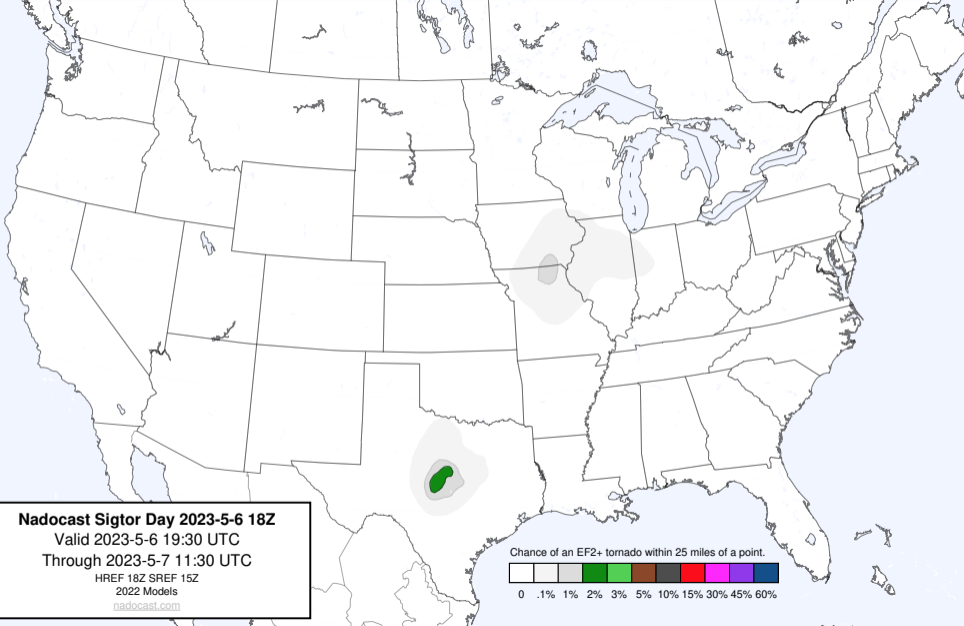 Nadocast Sigtor Day 2023-5-6 18Z
Valid 2023-5-6 19:30 UTC
Through 2023-5-7 11:30 UTC
HREF 18Z SREF 15Z
2022 Models
nadocast.com
Chance of an EF2+ tornado within 25 miles of a point.
0 .1% 1% 2% 3% 5% 10% 15% 30% 45% 60%